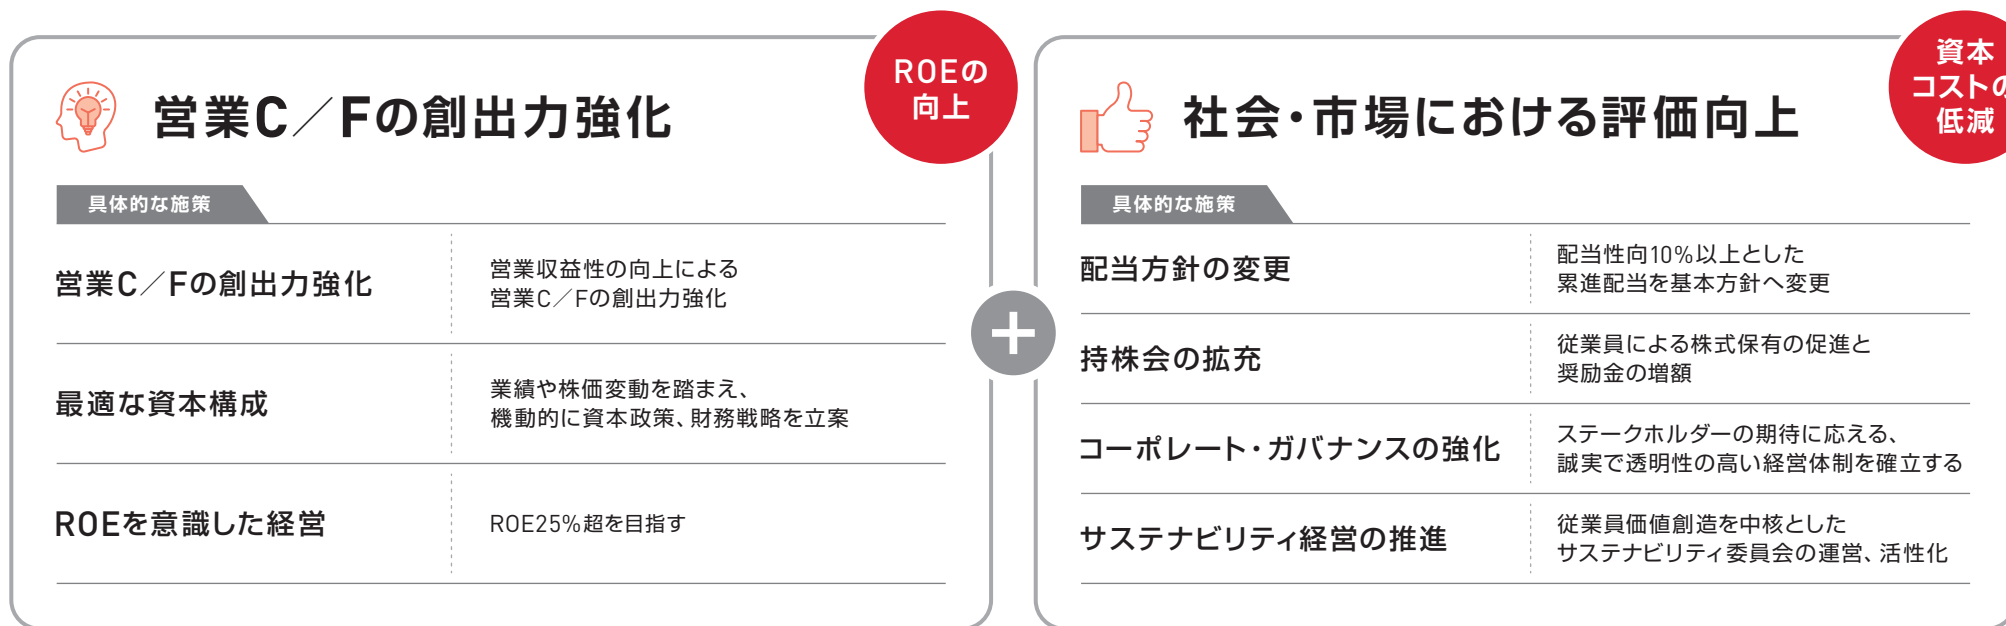 ROEの
向上
営業C／Fの創出力強化
具体的な施策
営業C／Fの創出力強化
営業収益性の向上による
営業C／Fの創出力強化
最適な資本構成
業績や株価変動を踏まえ、
機動的に資本政策、財務戦略を立案
ROEを意識した経営
ROE25%超を目指す
+
資本
コストの
低減
社会・市場における評価向上
具体的な施策
配当方針の変更
配当性向10%以上とした
累進配当を基本方針へ変更
持株会の拡充
従業員による株式保有の促進と
奨励金の増額
コーポレート・ガバナンスの強化
ステークホルダーの期待に応える、
誠実で透明性の高い経営体制を確立する
サステナビリティ経営の推進
従業員価値創造を中核とした
サステナビリティ委員会の運営、活性化